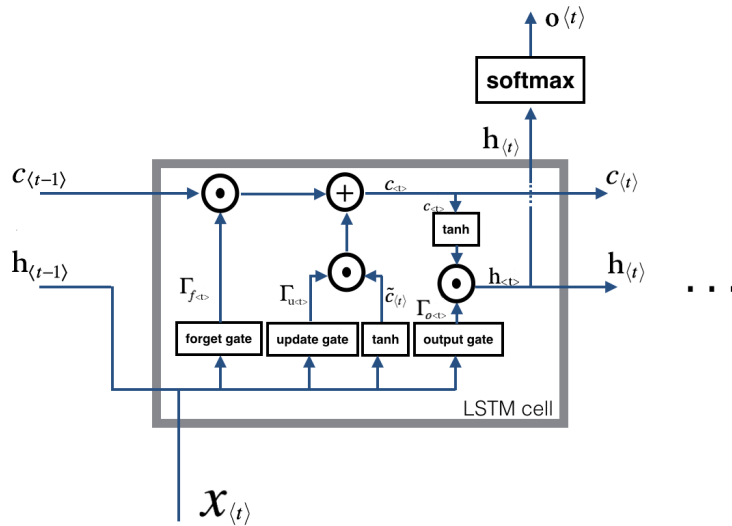 o⟨t⟩
softmax
h⟨t⟩
c⟨t-1⟩
c<t>
c⟨t⟩
c<t>
tanh
h⟨t-1⟩
Γf<t>
Γu<t>
c̃⟨t⟩
Γo<t>
h<t>
h⟨t⟩
. . .
forget gate
update gate
tanh
output gate
LSTM cell
x⟨t⟩